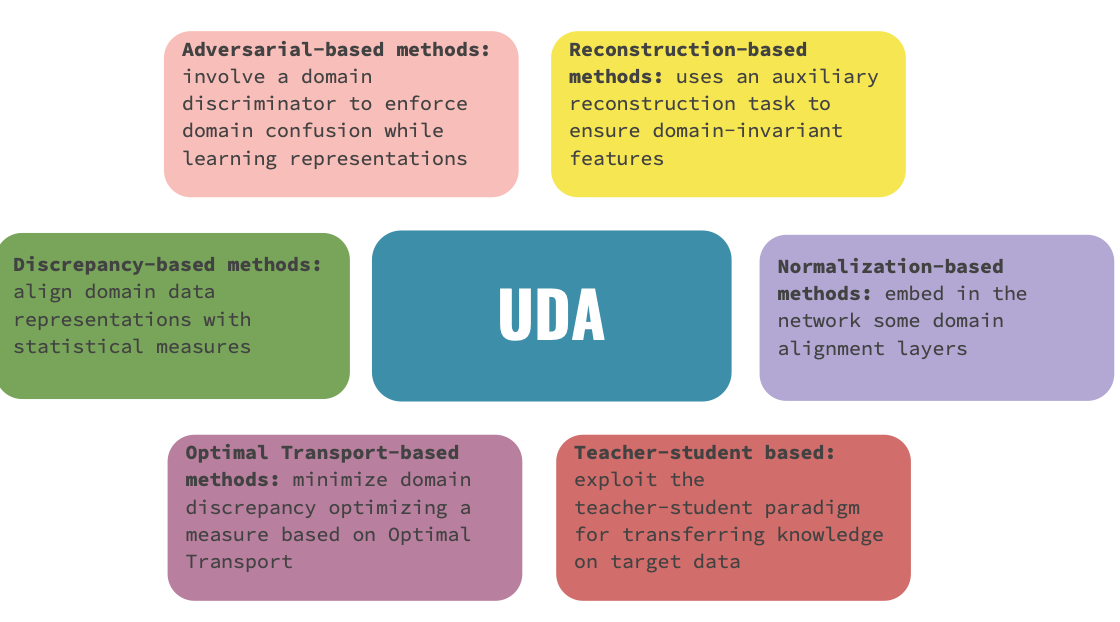 Adversarial-based methods:
involve a domain
discriminator to enforce
domain confusion while
learning representations
Reconstruction-based
methods: uses an auxiliary
reconstruction task to
ensure domain-invariant
features
Discrepancy-based methods:
align domain data
representations with
statistical measures
UDA
Normalization-based
methods: embed in the
network some domain
alignment layers
Optimal Transport-based
methods: minimize domain
discrepancy optimizing a
measure based on Optimal
Transport
Teacher-student based:
exploit the
teacher-student paradigm
for transferring knowledge
on target data